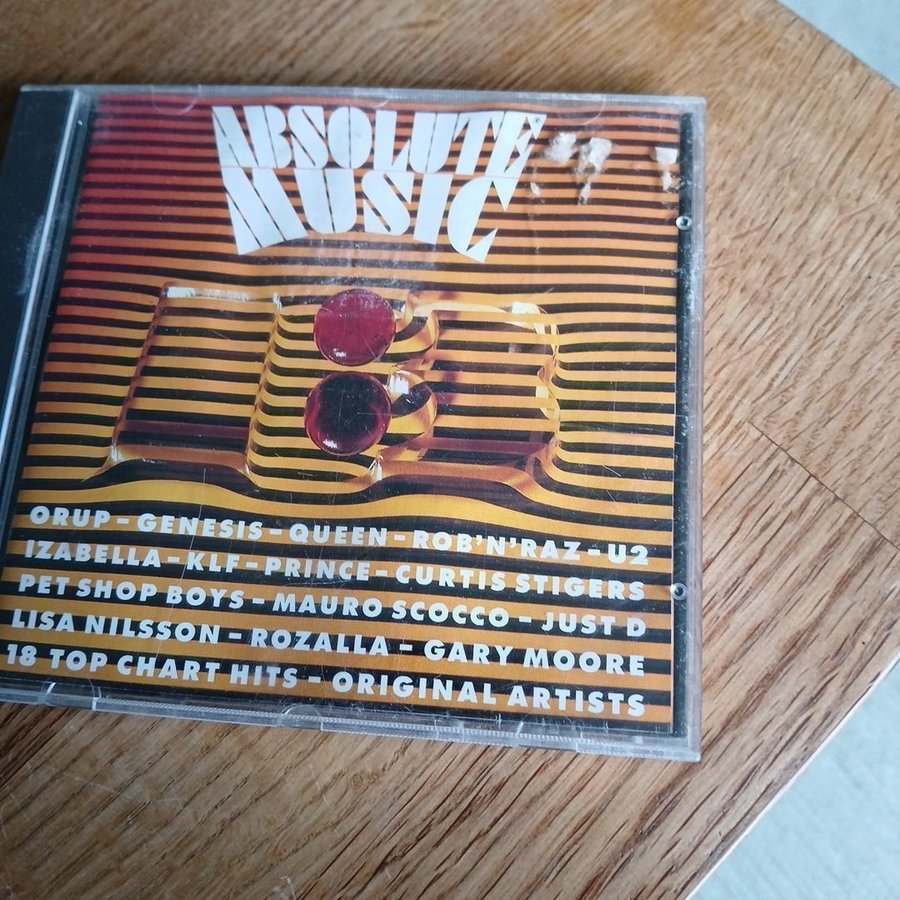 ABSOLUTE
MUSIC
ORUP – GENESIS – QUEEN – ROB'N'RAZ – U2
IZABELLA – KLF – PRINCE – CURTIS STIGERS
PET SHOP BOYS – MAURO SCOCCO – JUST D
LISA NILSSON – ROZALLA – GARY MOORE
18 TOP CHART HITS – ORIGINAL ARTISTS